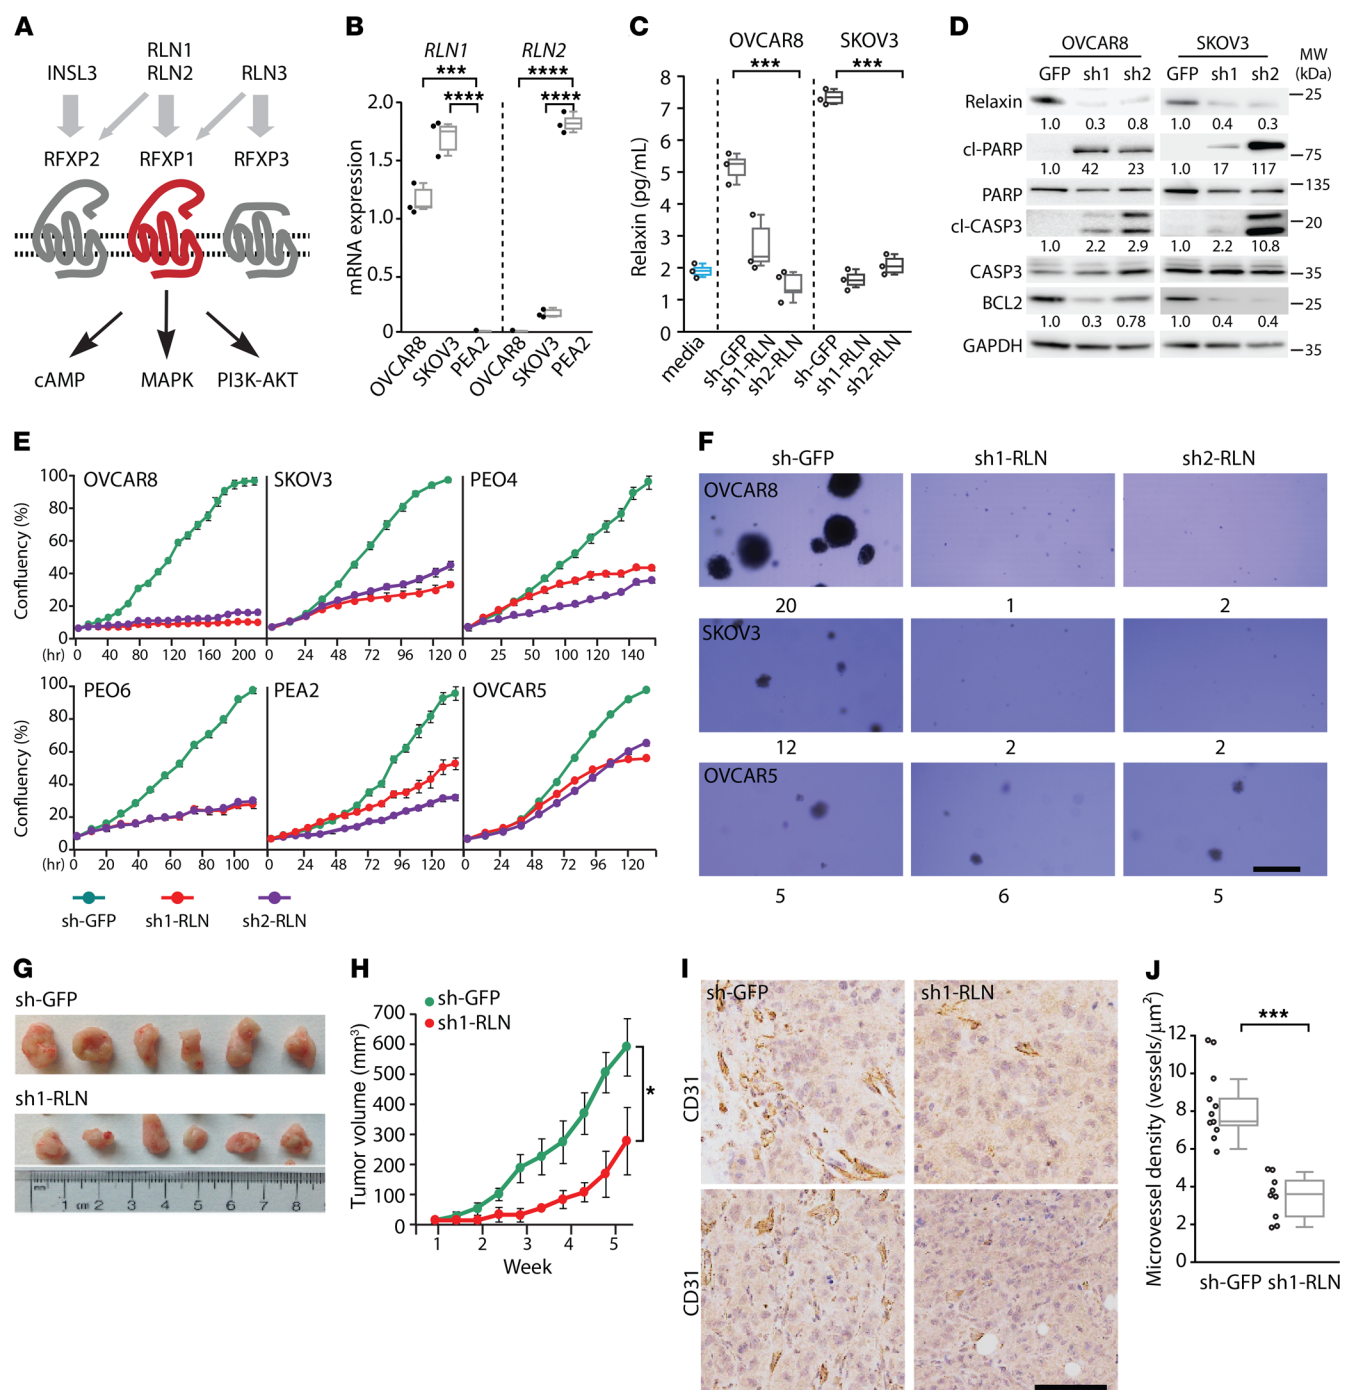 A
INSL3
RLN1
RLN2
RLN3
RFXP2
RFXP1
RFXP3
cAMP
MAPK
PI3K-AKT
B
RLN1
RLN2
***
****
****
****
mRNA expression
2.0
1.5
1.0
0.5
0
OVCAR8
SKOV3
PEA2
OVCAR8
SKOV3
PEA2
C
OVCAR8
SKOV3
***
***
Relaxin (pg/mL)
8
7
6
5
4
3
2
1
0
media
sh-GFP
sh1-RLN
sh2-RLN
sh-GFP
sh1-RLN
sh2-RLN
D
OVCAR8
SKOV3
MW
(kDa)
GFP sh1 sh2
GFP sh1 sh2
Relaxin
25
1.0 0.3 0.8 1.0 0.4 0.3
cl-PARP
75
1.0 42 23 1.0 17 117
PARP
135
cl-CASP3
20
1.0 2.2 2.9 1.0 2.2 10.8
CASP3
35
BCL2
25
1.0 0.3 0.78 1.0 0.4 0.4
GAPDH
35
E
Confluency (%)
100
80
60
40
20
0
OVCAR8
SKOV3
PEO4
(hr) 0 40 80 120 160 200
0 24 48 72 96 120
0 25 50 100 120 140
Confluency (%)
100
80
60
40
20
0
PEO6
PEA2
OVCAR5
(hr) 0 20 40 60 80 100
0 24 48 72 96 120
0 24 48 96 120
sh-GFP
sh1-RLN
sh2-RLN
F
sh-GFP
sh1-RLN
sh2-RLN
OVCAR8
20 1 2
SKOV3
12 2 2
OVCAR5
5 6 5
G
sh-GFP
sh1-RLN
mm
1 cm 2 3 4 5 6 7 8
H
sh-GFP
sh1-RLN
Tumor volume (mm³)
700
600
500
400
300
200
100
0
*
1 2 3 4 5
Week
I
sh-GFP
sh1-RLN
CD31
CD31
J
Microvessel density (vessels/μm²)
12
10
8
6
4
2
0
***
sh-GFP sh1-RLN